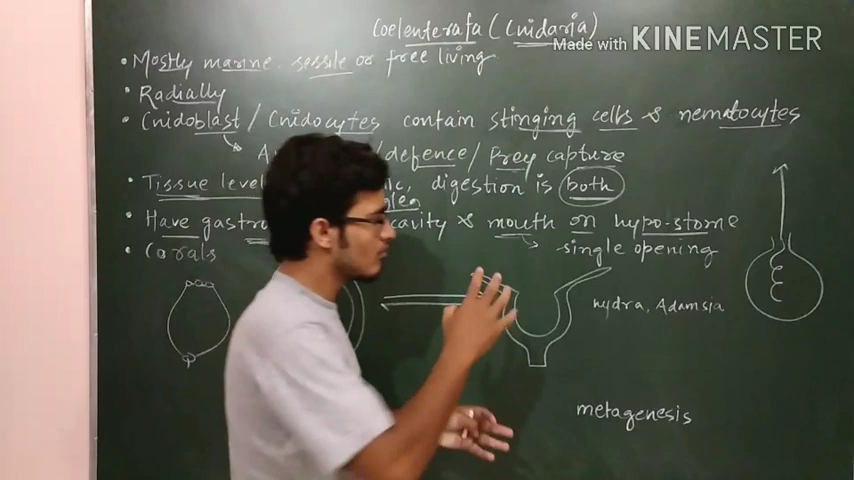 Coelenterata (Cnidaria)
Made with KINEMASTER
• Mostly marine. sessile or free living.
• Radially
• Cnidoblast / Cnidocytes contain stinging cells & nematocytes
/defence/ Prey capture
• Tissue level digestion is both
• Have gastro cavity & mouth on hypo-stome
single opening
• Corals
hydra, Adamsia
metagenesis